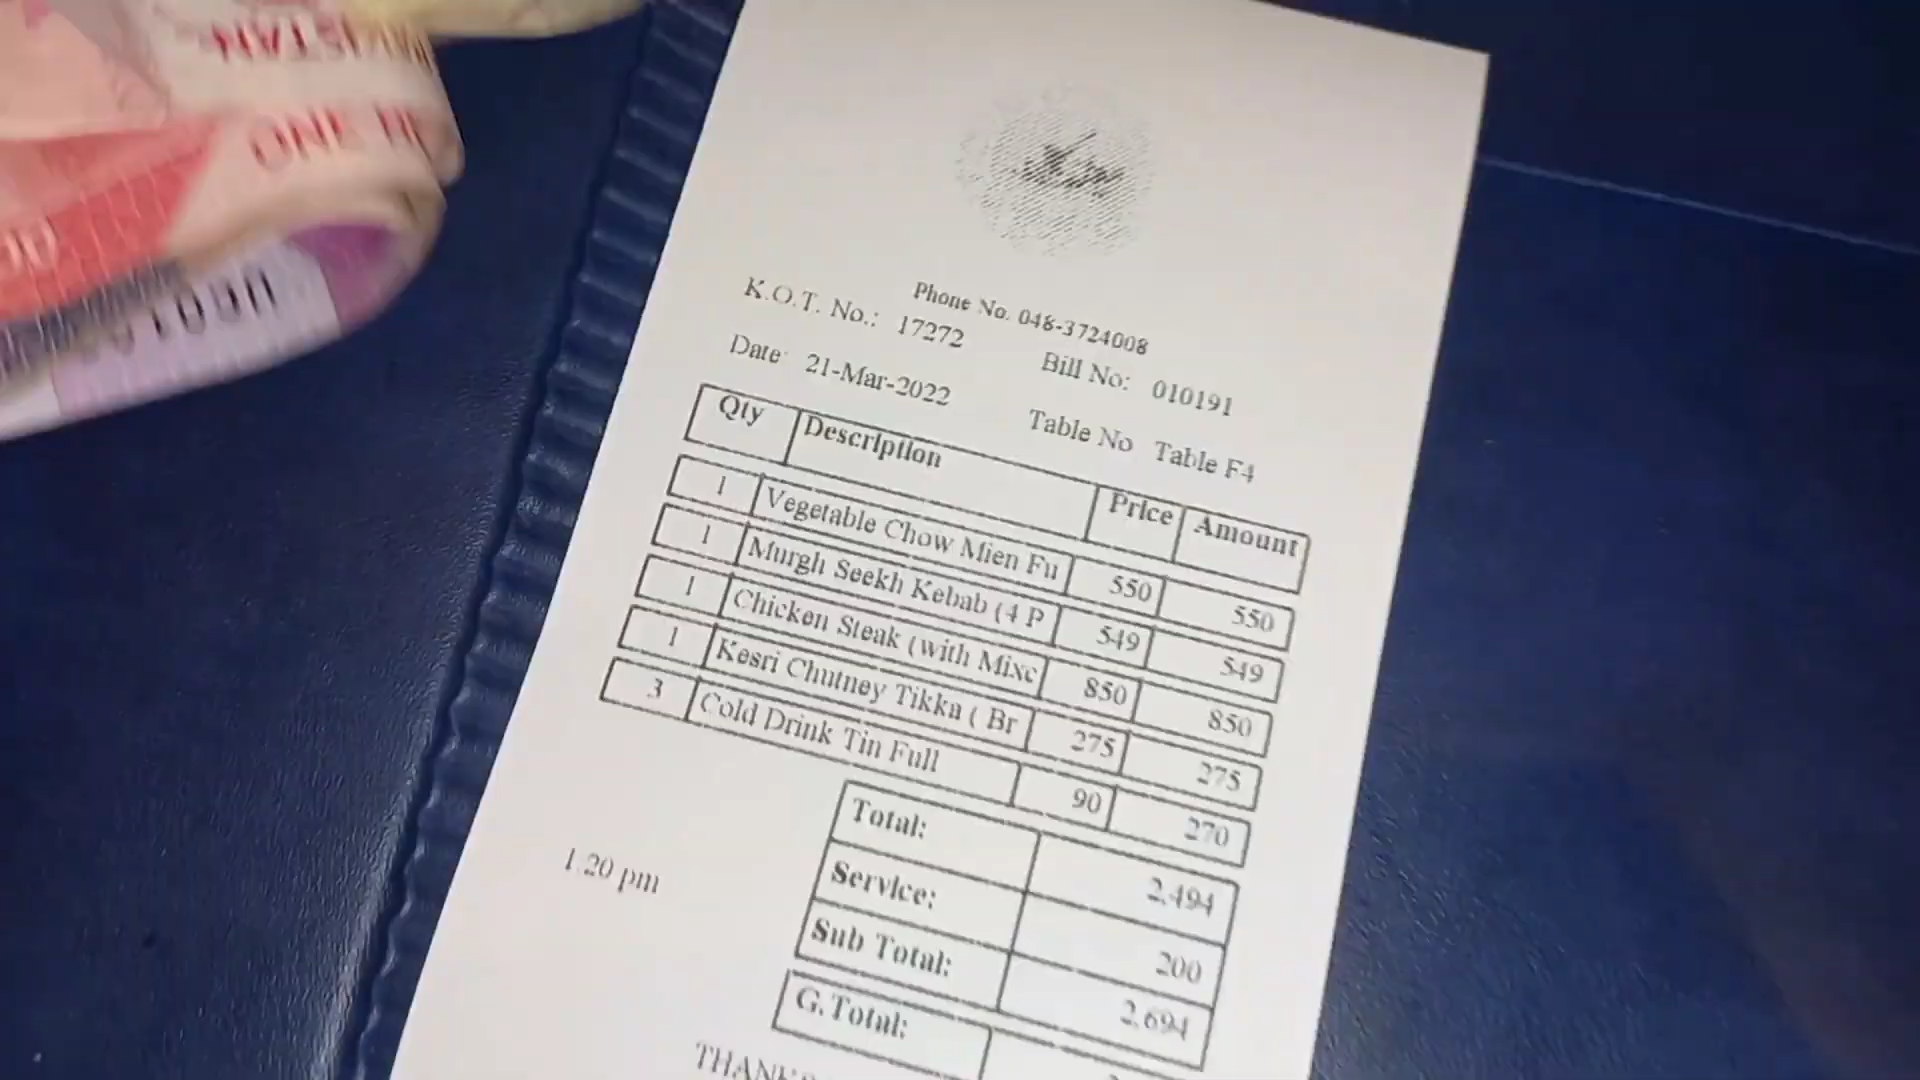 ONE
Phone No. 048-3724008
K.O.T. No.: 17272
Bill No: 010191
Date: 21-Mar-2022
Table No Table F4
Qty Description Price Amount
1 Vegetable Chow Mien Fu 550 550
1 Murgh Seekh Kebab (4 P 549 549
1 Chicken Steak (with Mixc 850 850
1 Kesri Chutney Tikka ( Br 275 275
3 Cold Drink Tin Full 90 270
Total: 2,494
1:20 pm
Service: 200
Sub Total: 2,694
G.Total: